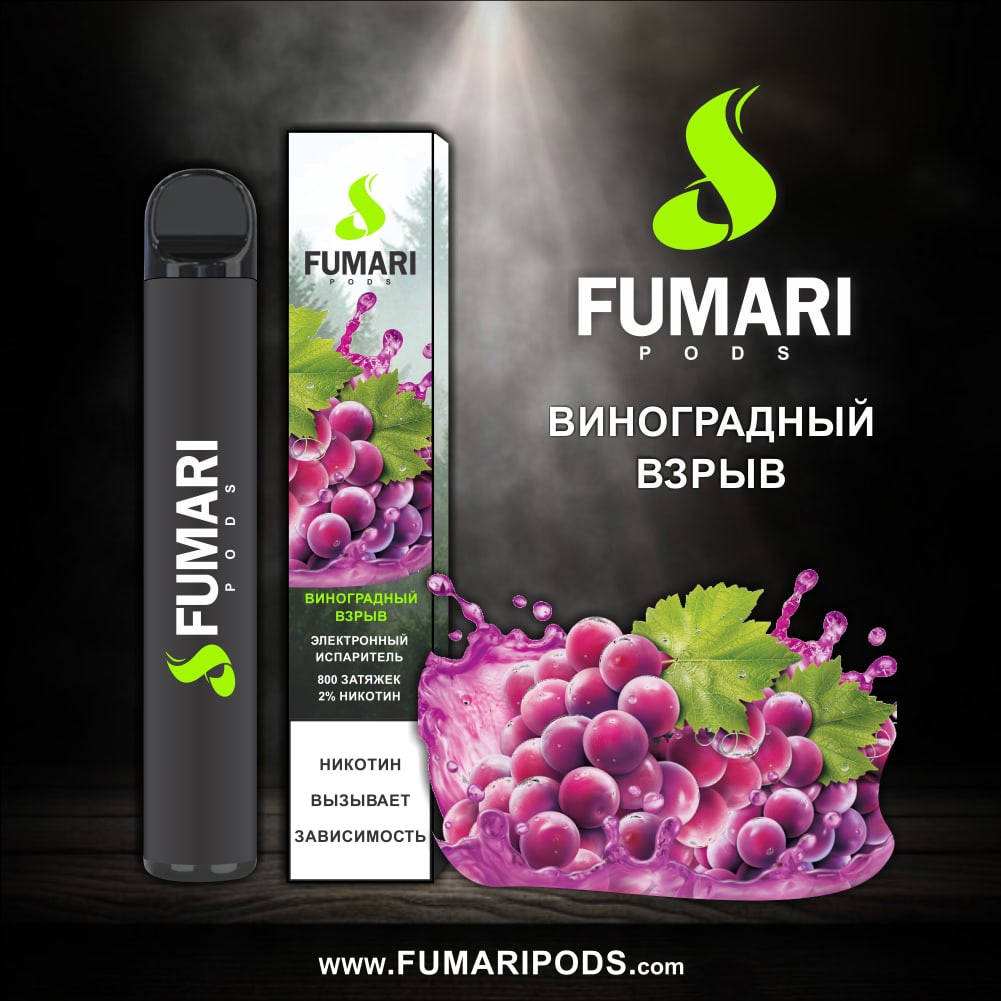 FUMARI
PODS
FUMARI
PODS
ВИНОГРАДНЫЙ
ВЗРЫВ
ЭЛЕКТРОННЫЙ
ИСПАРИТЕЛЬ
800 ЗАТЯЖЕК
2% НИКОТИН
НИКОТИН
ВЫЗЫВАЕТ
ЗАВИСИМОСТЬ
FUMARI
PODS
ВИНОГРАДНЫЙ
ВЗРЫВ
www.FUMARIPODS.com